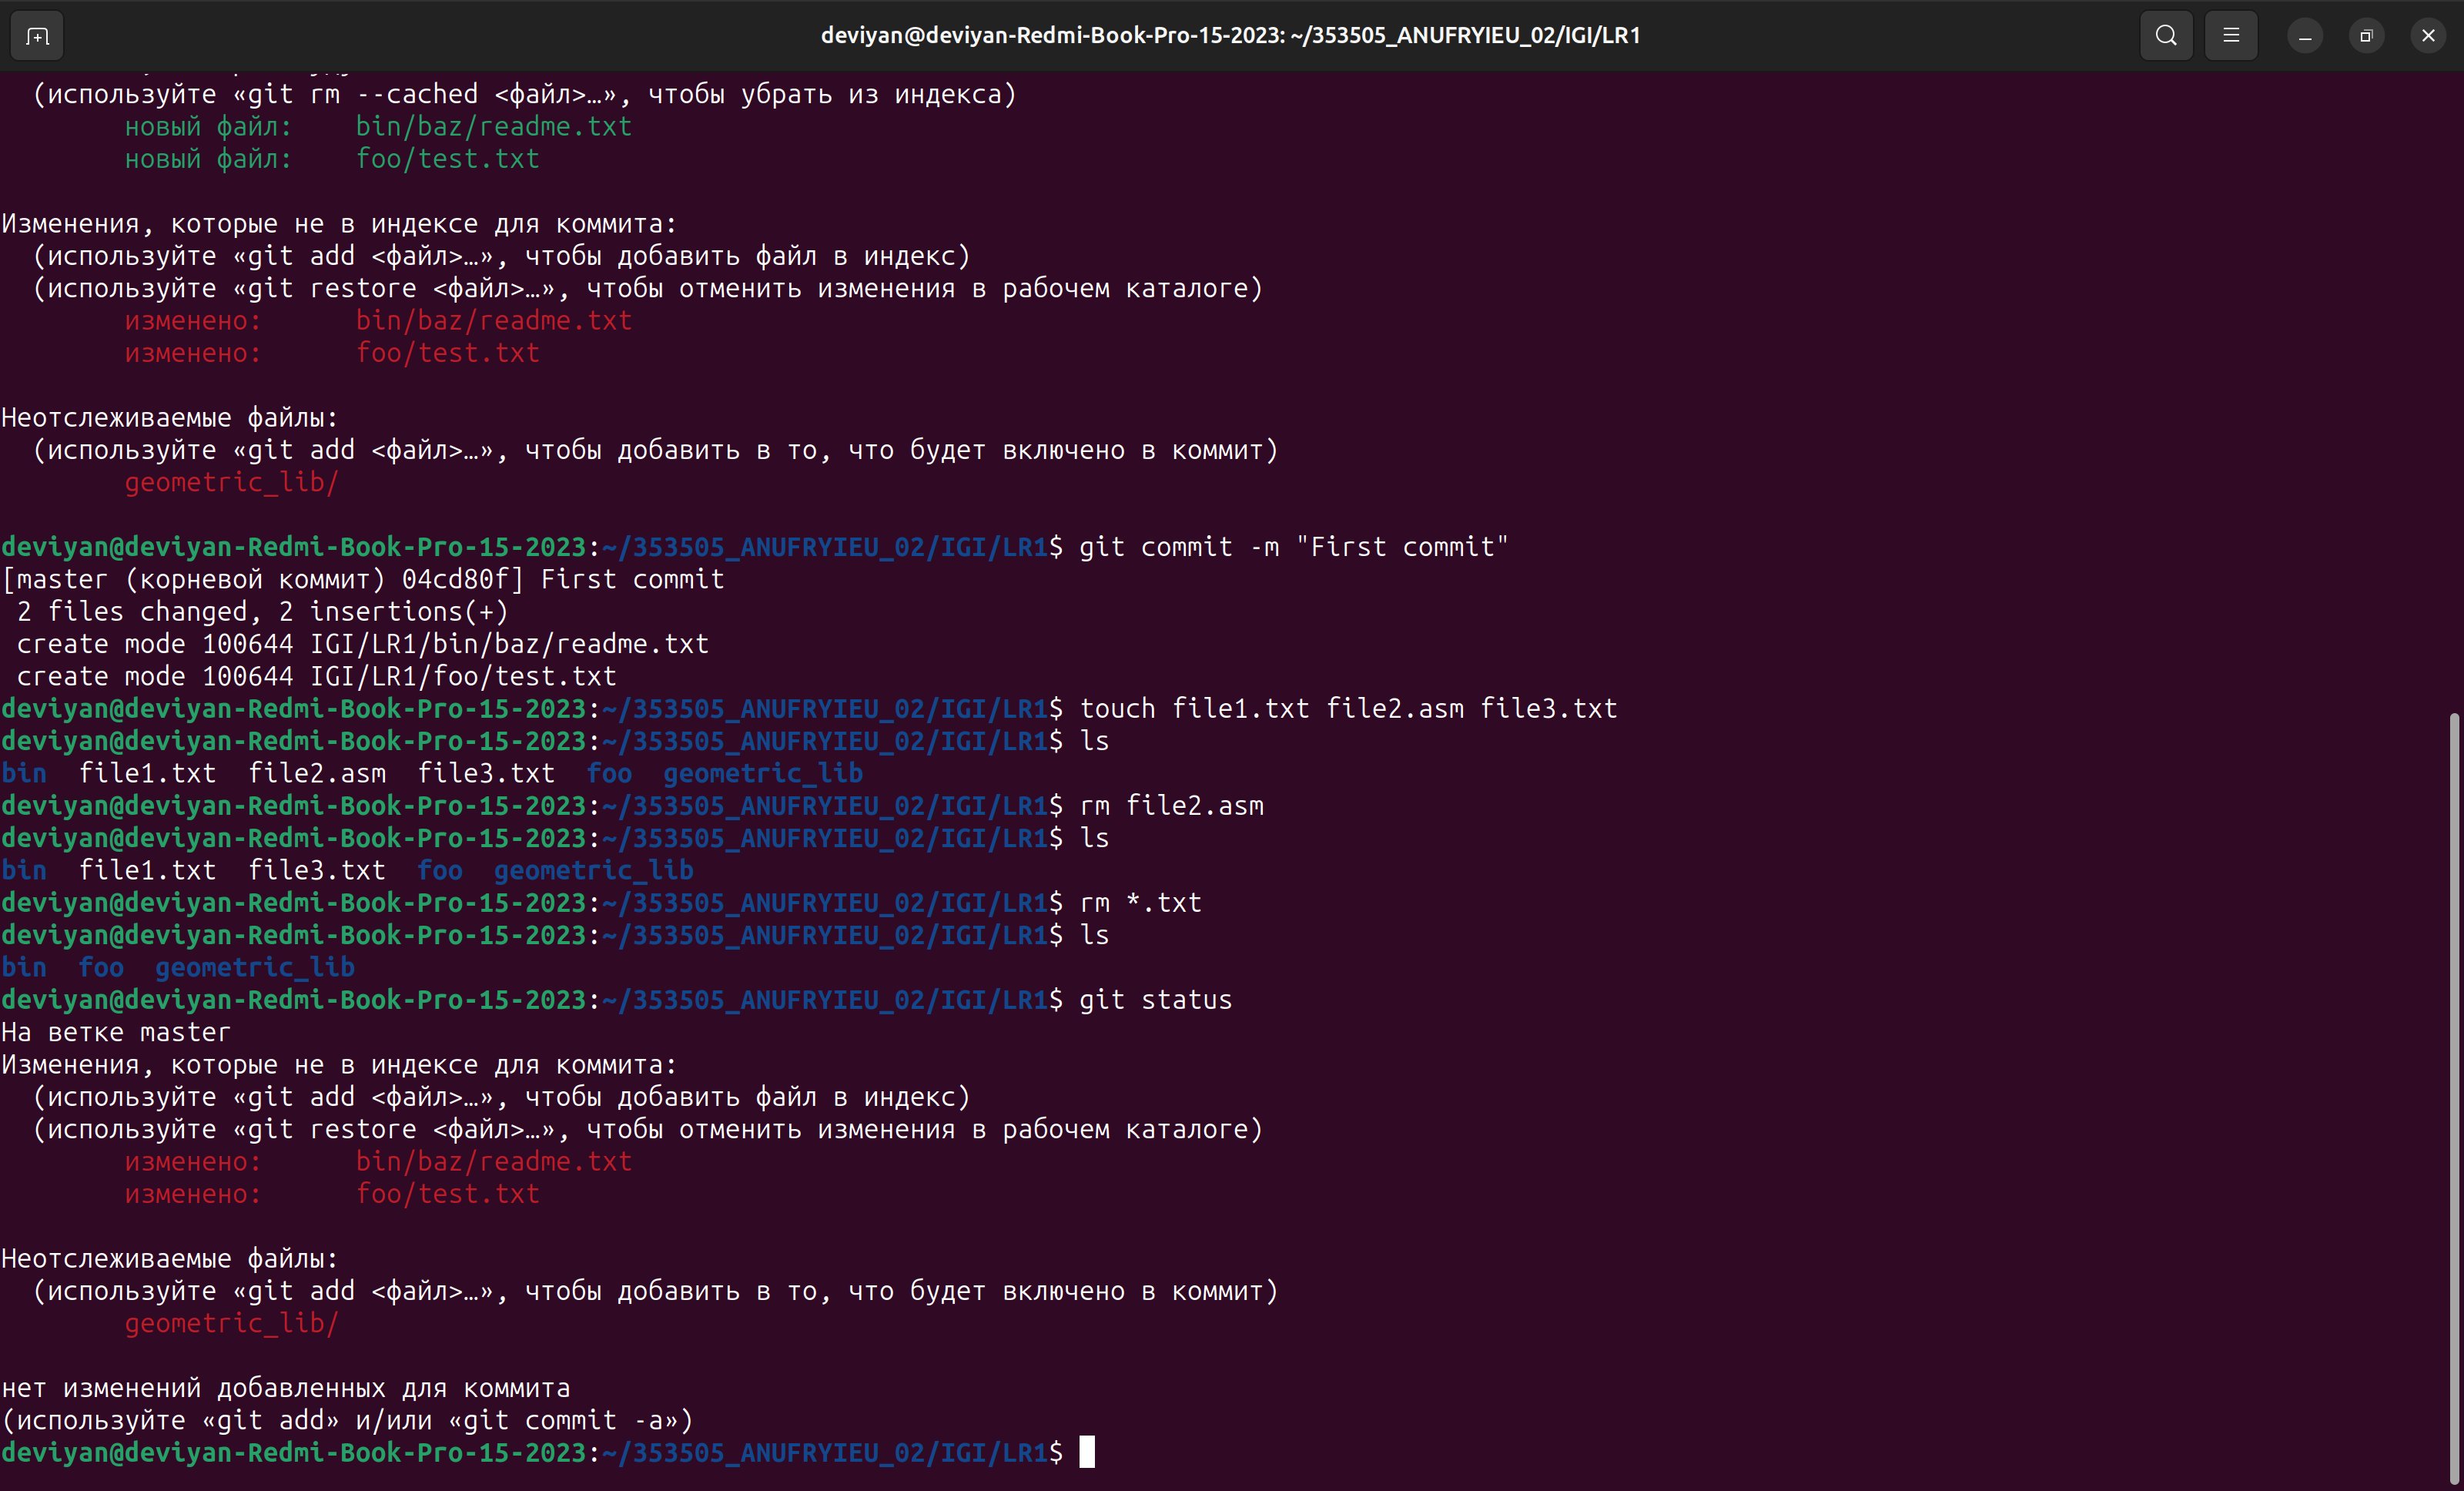 deviyan@deviyan-Redmi-Book-Pro-15-2023: ~/353505_ANUFRYIEU_02/IGI/LR1
(используйте «git rm --cached <файл>…», чтобы убрать из индекса)
новый файл:    bin/baz/readme.txt
новый файл:    foo/test.txt
Изменения, которые не в индексе для коммита:
(используйте «git add <файл>…», чтобы добавить файл в индекс)
(используйте «git restore <файл>…», чтобы отменить изменения в рабочем каталоге)
изменено:      bin/baz/readme.txt
изменено:      foo/test.txt
Неотслеживаемые файлы:
(используйте «git add <файл>…», чтобы добавить в то, что будет включено в коммит)
geometric_lib/
deviyan@deviyan-Redmi-Book-Pro-15-2023:~/353505_ANUFRYIEU_02/IGI/LR1$ git commit -m "First commit"
[master (корневой коммит) 04cd80f] First commit
2 files changed, 2 insertions(+)
create mode 100644 IGI/LR1/bin/baz/readme.txt
create mode 100644 IGI/LR1/foo/test.txt
deviyan@deviyan-Redmi-Book-Pro-15-2023:~/353505_ANUFRYIEU_02/IGI/LR1$ touch file1.txt file2.asm file3.txt
deviyan@deviyan-Redmi-Book-Pro-15-2023:~/353505_ANUFRYIEU_02/IGI/LR1$ ls
bin  file1.txt  file2.asm  file3.txt  foo  geometric_lib
deviyan@deviyan-Redmi-Book-Pro-15-2023:~/353505_ANUFRYIEU_02/IGI/LR1$ rm file2.asm
deviyan@deviyan-Redmi-Book-Pro-15-2023:~/353505_ANUFRYIEU_02/IGI/LR1$ ls
bin  file1.txt  file3.txt  foo  geometric_lib
deviyan@deviyan-Redmi-Book-Pro-15-2023:~/353505_ANUFRYIEU_02/IGI/LR1$ rm *.txt
deviyan@deviyan-Redmi-Book-Pro-15-2023:~/353505_ANUFRYIEU_02/IGI/LR1$ ls
bin  foo  geometric_lib
deviyan@deviyan-Redmi-Book-Pro-15-2023:~/353505_ANUFRYIEU_02/IGI/LR1$ git status
На ветке master
Изменения, которые не в индексе для коммита:
(используйте «git add <файл>…», чтобы добавить файл в индекс)
(используйте «git restore <файл>…», чтобы отменить изменения в рабочем каталоге)
изменено:      bin/baz/readme.txt
изменено:      foo/test.txt
Неотслеживаемые файлы:
(используйте «git add <файл>…», чтобы добавить в то, что будет включено в коммит)
geometric_lib/
нет изменений добавленных для коммита
(используйте «git add» и/или «git commit -a»)
deviyan@deviyan-Redmi-Book-Pro-15-2023:~/353505_ANUFRYIEU_02/IGI/LR1$